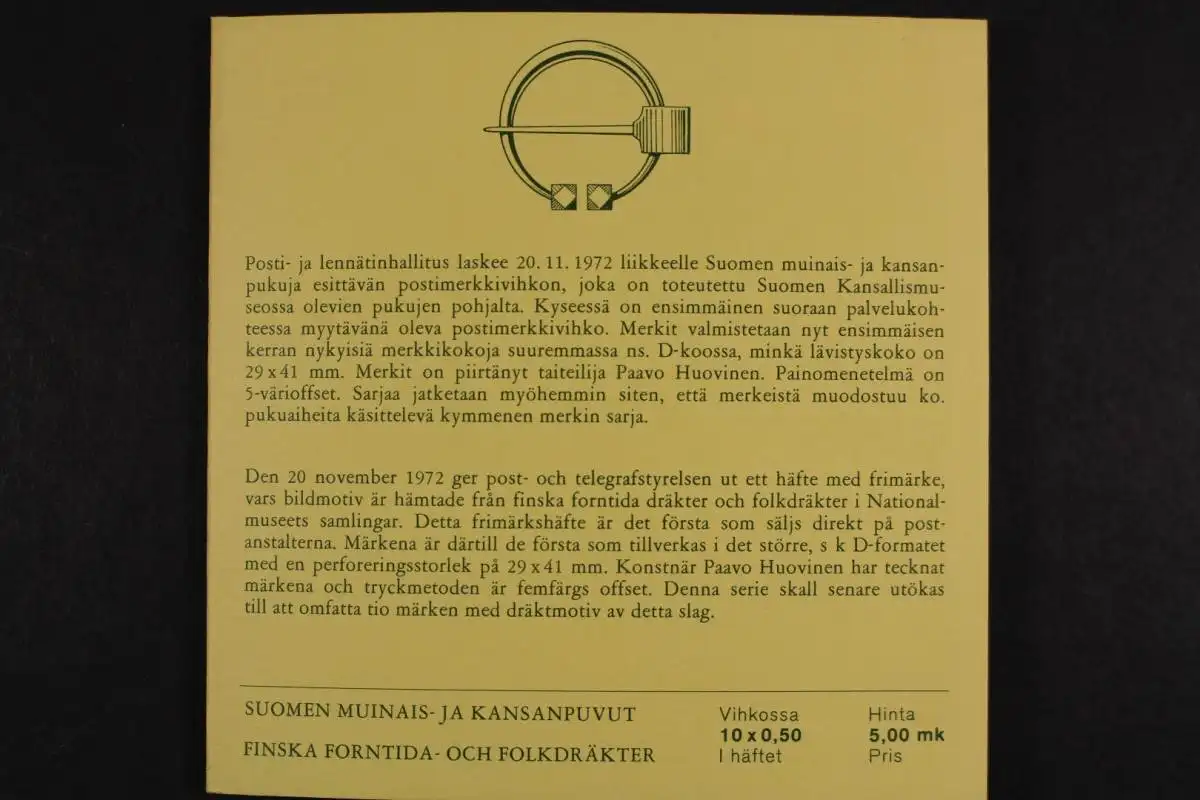 Posti- ja lennätinhallitus laskee 20. 11. 1972 liikkeelle Suomen muinais- ja kansan-
pukuja esittävän postimerkkivihkon, joka on toteutettu Suomen Kansallismu-
seossa olevien pukujen pohjalta. Kyseessä on ensimmäinen suoraan palvelukoh-
teessa myytävänä oleva postimerkkivihko. Merkit valmistetaan nyt ensimmäisen
kerran nykyisiä merkkikokoja suuremmassa ns. D-koossa, minkä lävistyskoko on
29 x 41 mm. Merkit on piirtänyt taiteilija Paavo Huovinen. Painomenetelmä on
5-värioffset. Sarjaa jatketaan myöhemmin siten, että merkeistä muodostuu ko.
pukuaiheita käsittelevä kymmenen merkin sarja.
Den 20 november 1972 ger post- och telegrafstyrelsen ut ett häfte med frimärke,
vars bildmotiv är hämtade från finska forntida dräkter och folkdräkter i National-
museets samlingar. Detta frimärkshäfte är det första som säljs direkt på post-
anstalterna. Märkena är därtill de första som tillverkas i det större, s k D-formatet
med en perforeringsstorlek på 29 x 41 mm. Konstnär Paavo Huovinen har tecknat
märkena och tryckmetoden är femfärgs offset. Denna serie skall senare utökas
till att omfatta tio märken med dräktmotiv av detta slag.
SUOMEN MUINAIS- JA KANSANPUVUT
FINSKA FORNTIDA- OCH FOLKDRÄKTER
Vihkossa
10 x 0,50
I häftet
Hinta
5,00 mk
Pris